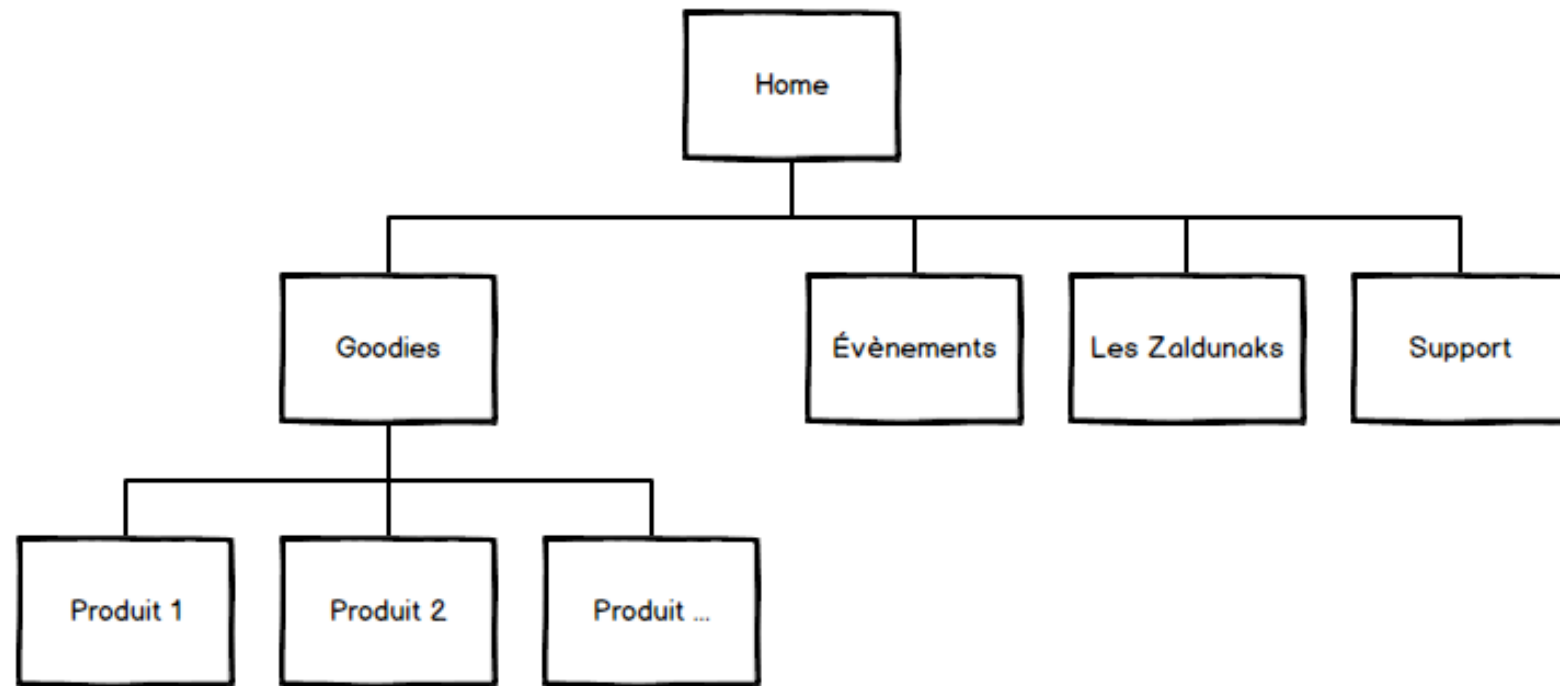 Home
Goodies
Évènements
Les Zaldunaks
Support
Produit 1
Produit 2
Produit ...